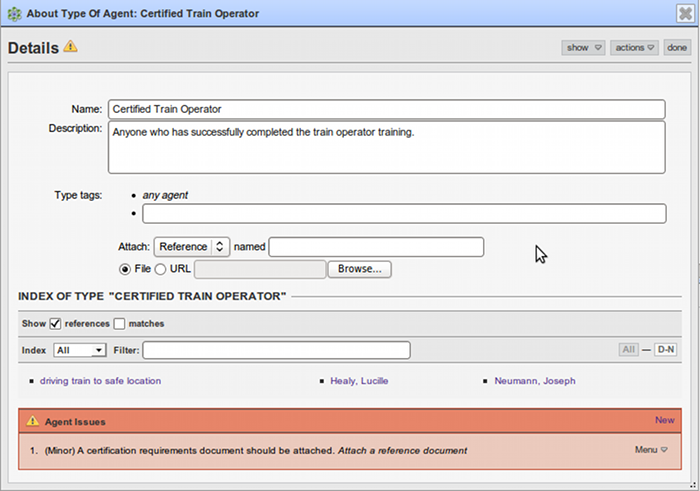 About Type Of Agent: Certified Train Operator
Details
show actions done
Name: Certified Train Operator
Description: Anyone who has successfully completed the train operator training.
Type tags: • any agent
•
Attach: Reference named
File URL Browse...
INDEX OF TYPE "CERTIFIED TRAIN OPERATOR"
Show references matches
Index All Filter: All — D-N
driving train to safe location Healy, Lucille Neumann, Joseph
Agent Issues New
1. (Minor) A certification requirements document should be attached. Attach a reference document Menu